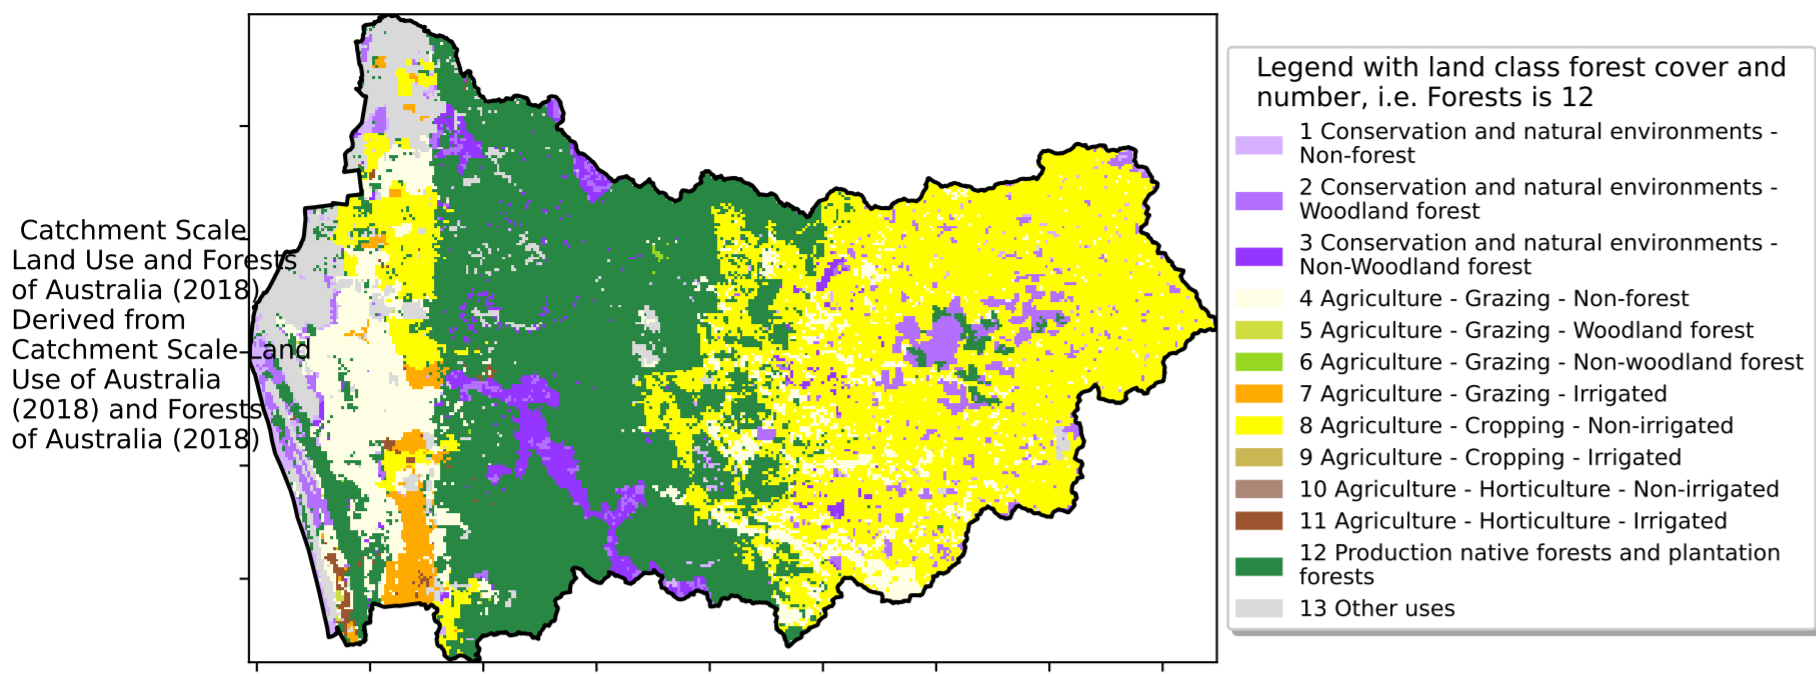 Catchment Scale
Land Use and Forests
of Australia (2018)
Derived from
Catchment Scale Land
Use of Australia
(2018) and Forests
of Australia (2018)
Legend with land class forest cover and
number, i.e. Forests is 12
1 Conservation and natural environments -
Non-forest
2 Conservation and natural environments -
Woodland forest
3 Conservation and natural environments -
Non-Woodland forest
4 Agriculture - Grazing - Non-forest
5 Agriculture - Grazing - Woodland forest
6 Agriculture - Grazing - Non-woodland forest
7 Agriculture - Grazing - Irrigated
8 Agriculture - Cropping - Non-irrigated
9 Agriculture - Cropping - Irrigated
10 Agriculture - Horticulture - Non-irrigated
11 Agriculture - Horticulture - Irrigated
12 Production native forests and plantation
forests
13 Other uses